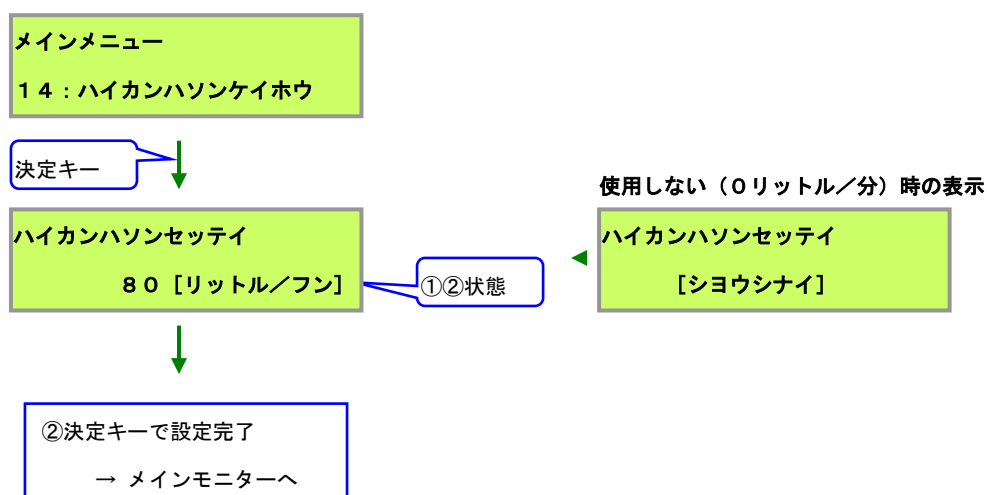 メインメニュー
１４：ハイカンハソンケイホウ
決定キー
使用しない（０リットル／分）時の表示
ハイカンハソンセッテイ
８０［リットル／フン］
①②状態
ハイカンハソンセッテイ
［シヨウシナイ］
②決定キーで設定完了
→ メインモニターへ